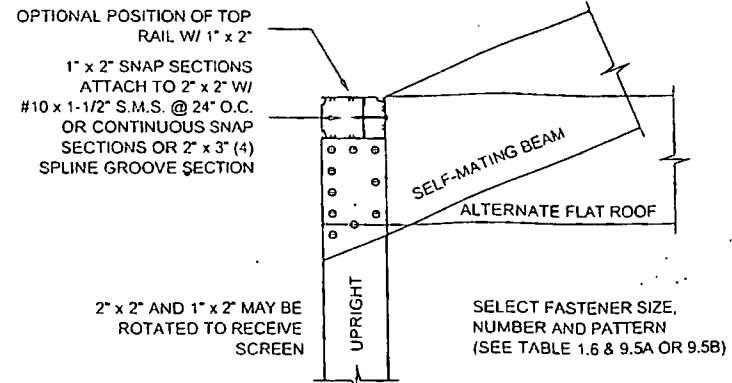 OPTIONAL POSITION OF TOP
RAIL W/ 1" x 2"
1" x 2" SNAP SECTIONS
ATTACH TO 2" x 2" W/
#10 x 1-1/2" S.M.S. @ 24" O.C.
OR CONTINUOUS SNAP
SECTIONS OR 2" x 3" (4)
SPLINE GROOVE SECTION
SELF-MATING BEAM
ALTERNATE FLAT ROOF
2" x 2" AND 1" x 2" MAY BE
ROTATED TO RECEIVE
SCREEN
UPRIGHT
SELECT FASTENER SIZE,
NUMBER AND PATTERN
(SEE TABLE 1.6 & 9.5A OR 9.5B)